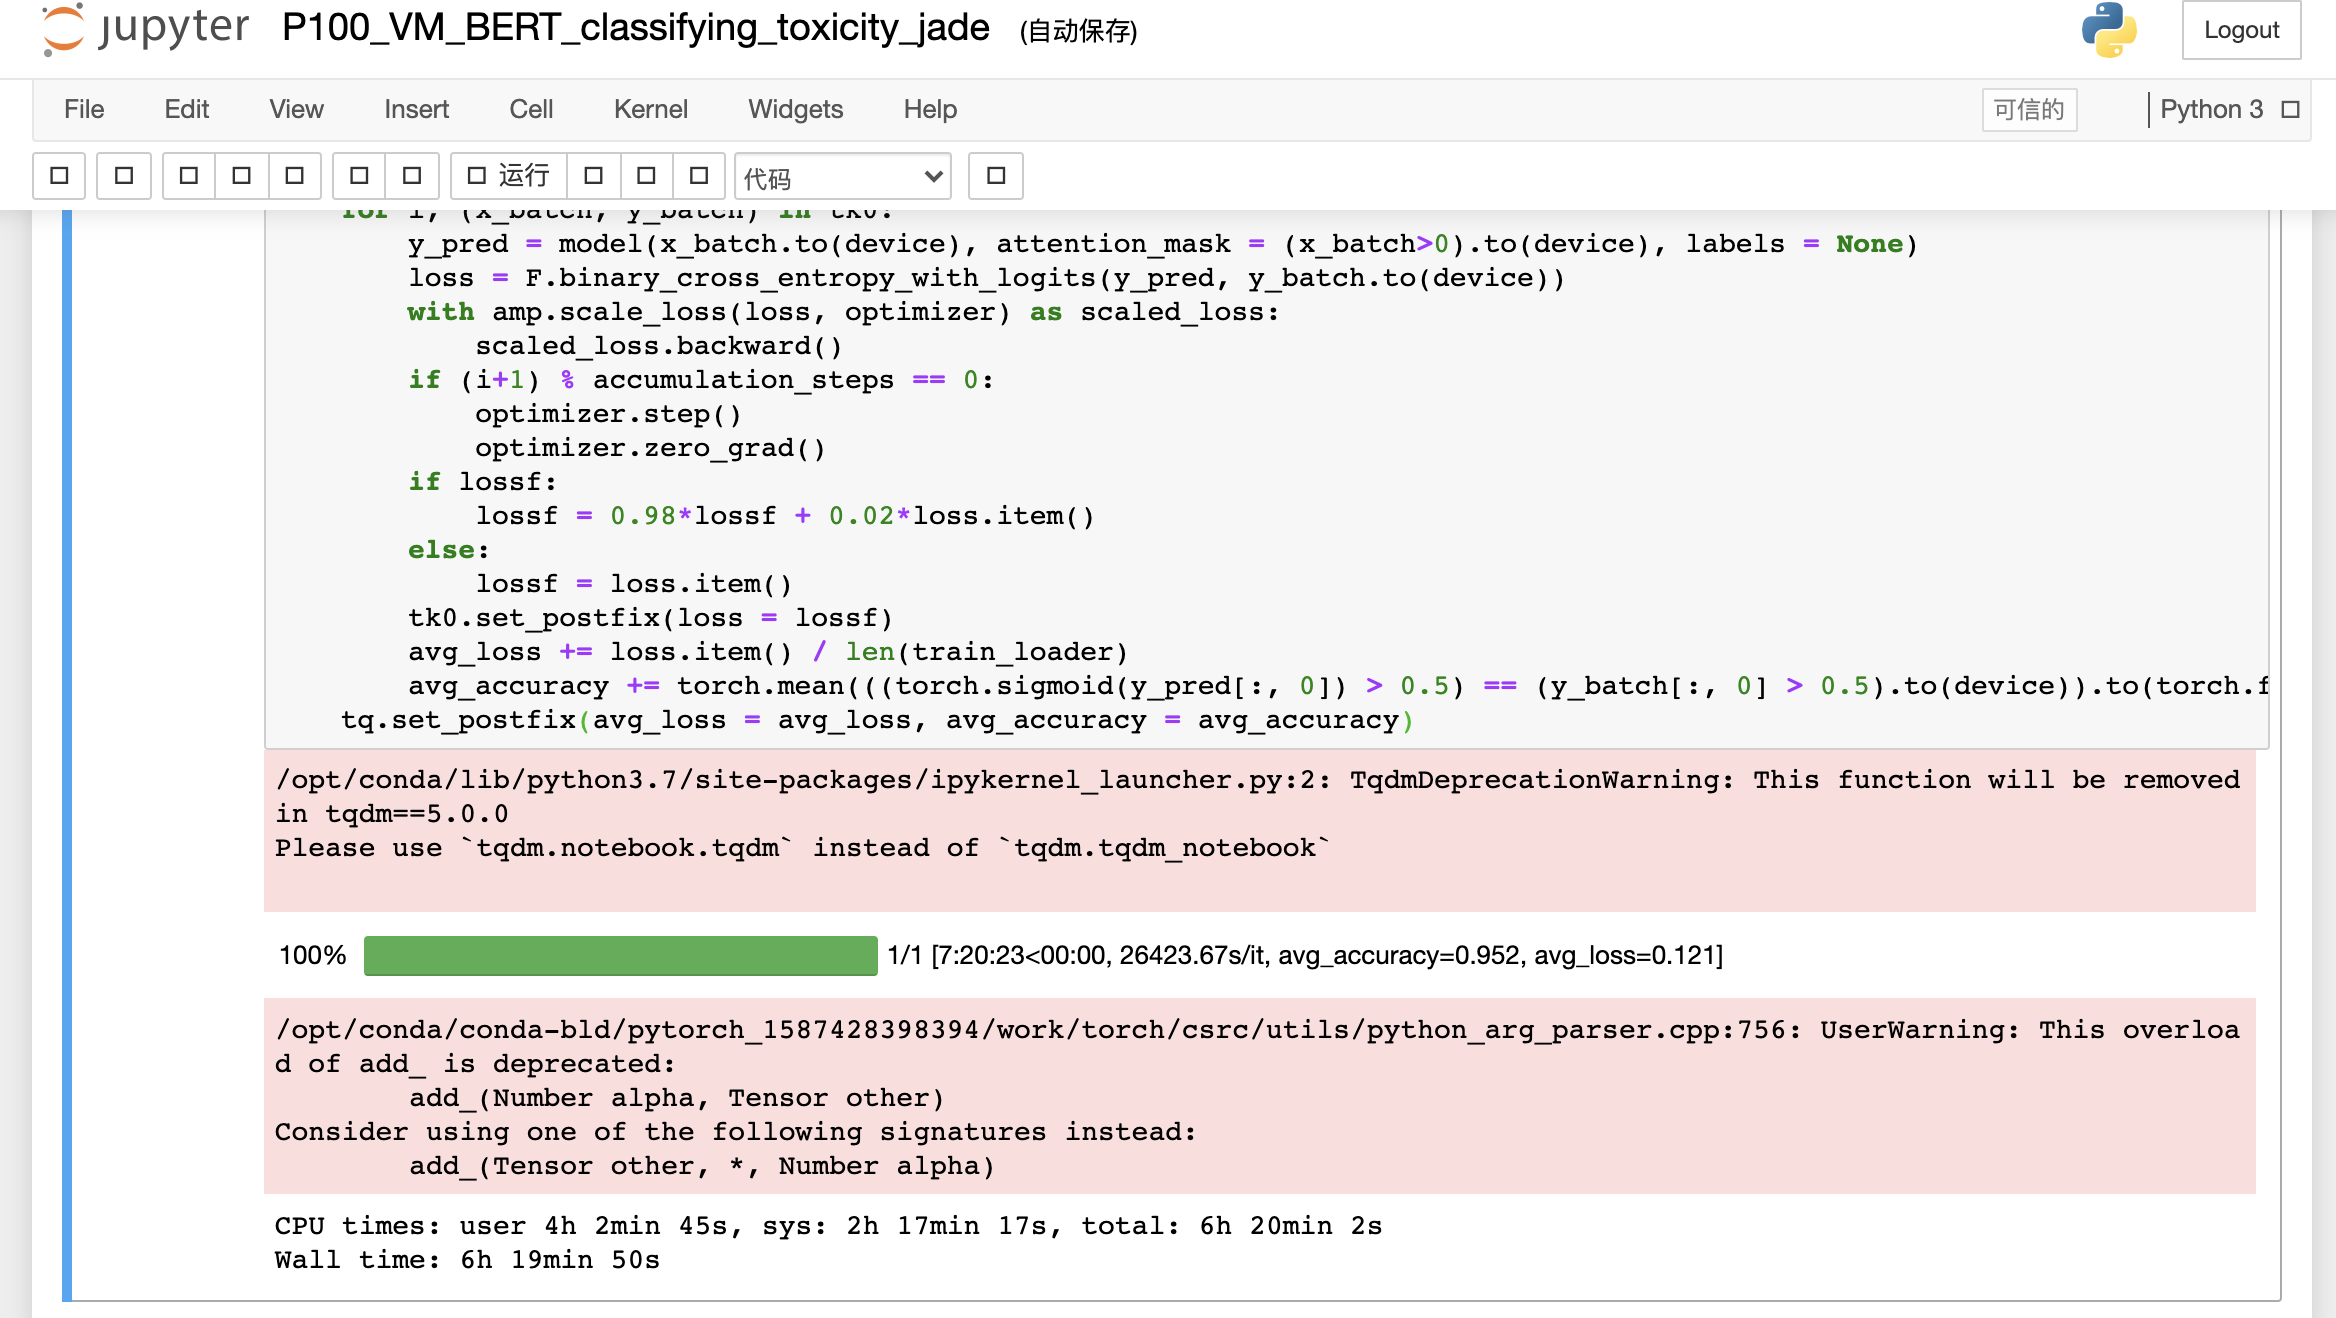 jupyter P100_VM_BERT_classifying_toxicity_jade (自动保存) Logout
File Edit View Insert Cell Kernel Widgets Help 可信的 Python 3
运行 代码
for i, (x_batch, y_batch) in tk0:
y_pred = model(x_batch.to(device), attention_mask = (x_batch>0).to(device), labels = None)
loss = F.binary_cross_entropy_with_logits(y_pred, y_batch.to(device))
with amp.scale_loss(loss, optimizer) as scaled_loss:
scaled_loss.backward()
if (i+1) % accumulation_steps == 0:
optimizer.step()
optimizer.zero_grad()
if lossf:
lossf = 0.98*lossf + 0.02*loss.item()
else:
lossf = loss.item()
tk0.set_postfix(loss = lossf)
avg_loss += loss.item() / len(train_loader)
avg_accuracy += torch.mean(((torch.sigmoid(y_pred[:, 0]) > 0.5) == (y_batch[:, 0] > 0.5).to(device)).to(torch.f
tq.set_postfix(avg_loss = avg_loss, avg_accuracy = avg_accuracy)
/opt/conda/lib/python3.7/site-packages/ipykernel_launcher.py:2: TqdmDeprecationWarning: This function will be removed
in tqdm==5.0.0
Please use `tqdm.notebook.tqdm` instead of `tqdm.tqdm_notebook`
100% 1/1 [7:20:23<00:00, 26423.67s/it, avg_accuracy=0.952, avg_loss=0.121]
/opt/conda/conda-bld/pytorch_1587428398394/work/torch/csrc/utils/python_arg_parser.cpp:756: UserWarning: This overloa
d of add_ is deprecated:
add_(Number alpha, Tensor other)
Consider using one of the following signatures instead:
add_(Tensor other, *, Number alpha)
CPU times: user 4h 2min 45s, sys: 2h 17min 17s, total: 6h 20min 2s
Wall time: 6h 19min 50s